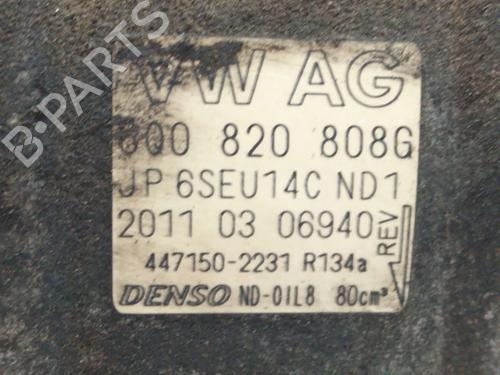 VW AG
6Q0 820 808G
JP 6SEU14C ND1
2011 03 06940
REV
447150-2231 R134a
DENSO ND-OIL8 80cm³
B-PARTS